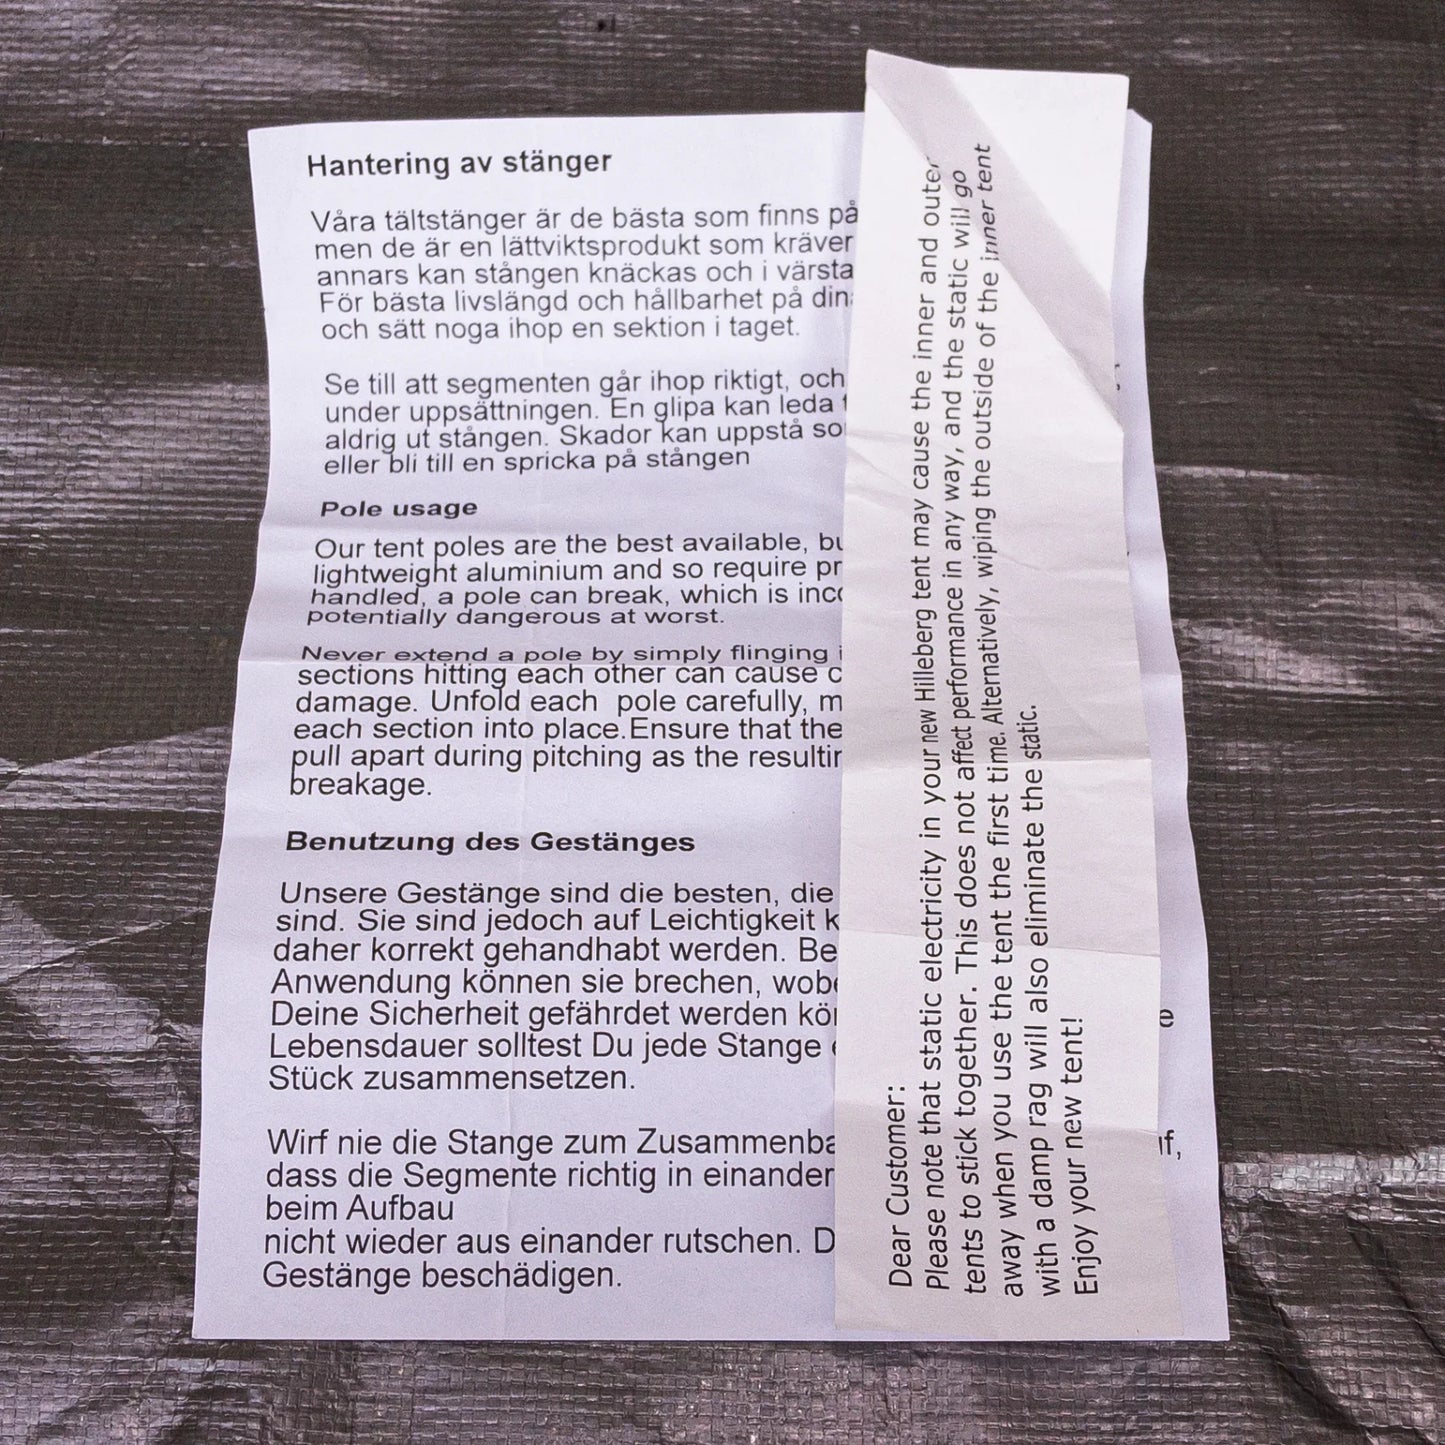 Hantering av stänger
Våra tältstänger är de bästa som finns på
men de är en lättviktsprodukt som kräver
annars kan stången knäckas och i värsta
För bästa livslängd och hållbarhet på
och sätt noga ihop en sektion i taget.
Se till att segmenten går ihop riktigt, och
under uppsättningen. En glipa kan leda
aldrig ut stången. Skador kan uppstå
eller bli till en spricka på stången
Pole usage
Our tent poles are the best available,
lightweight aluminium and so require
handled, a pole can break, which is
potentially dangerous at worst.
Never extend a pole by simply flinging
sections hitting each other can cause
damage. Unfold each pole carefully,
each section into place.Ensure that the
pull apart during pitching as the
breakage.
Benutzung des Gestänges
Unsere Gestänge sind die besten, die
sind. Sie sind jedoch auf Leichtigkeit
daher korrekt gehandhabt werden.
Anwendung können sie brechen,
Deine Sicherheit gefährdet werden
Lebensdauer solltest Du jede Stange
Stück zusammensetzen.
Wirf nie die Stange zum
dass die Segmente richtig in einander
beim Aufbau
nicht wieder aus einander rutschen.
Gestänge beschädigen.
Dear Customer:
Please note that static electricity in your new Hilleberg tent may cause the inner and outer
tents to stick together. This does not affect performance in any way, and the static will go
away when you use the tent the first time. Alternatively, wiping the outside of the inner tent
with a damp rag will also eliminate the static.
Enjoy your new tent!